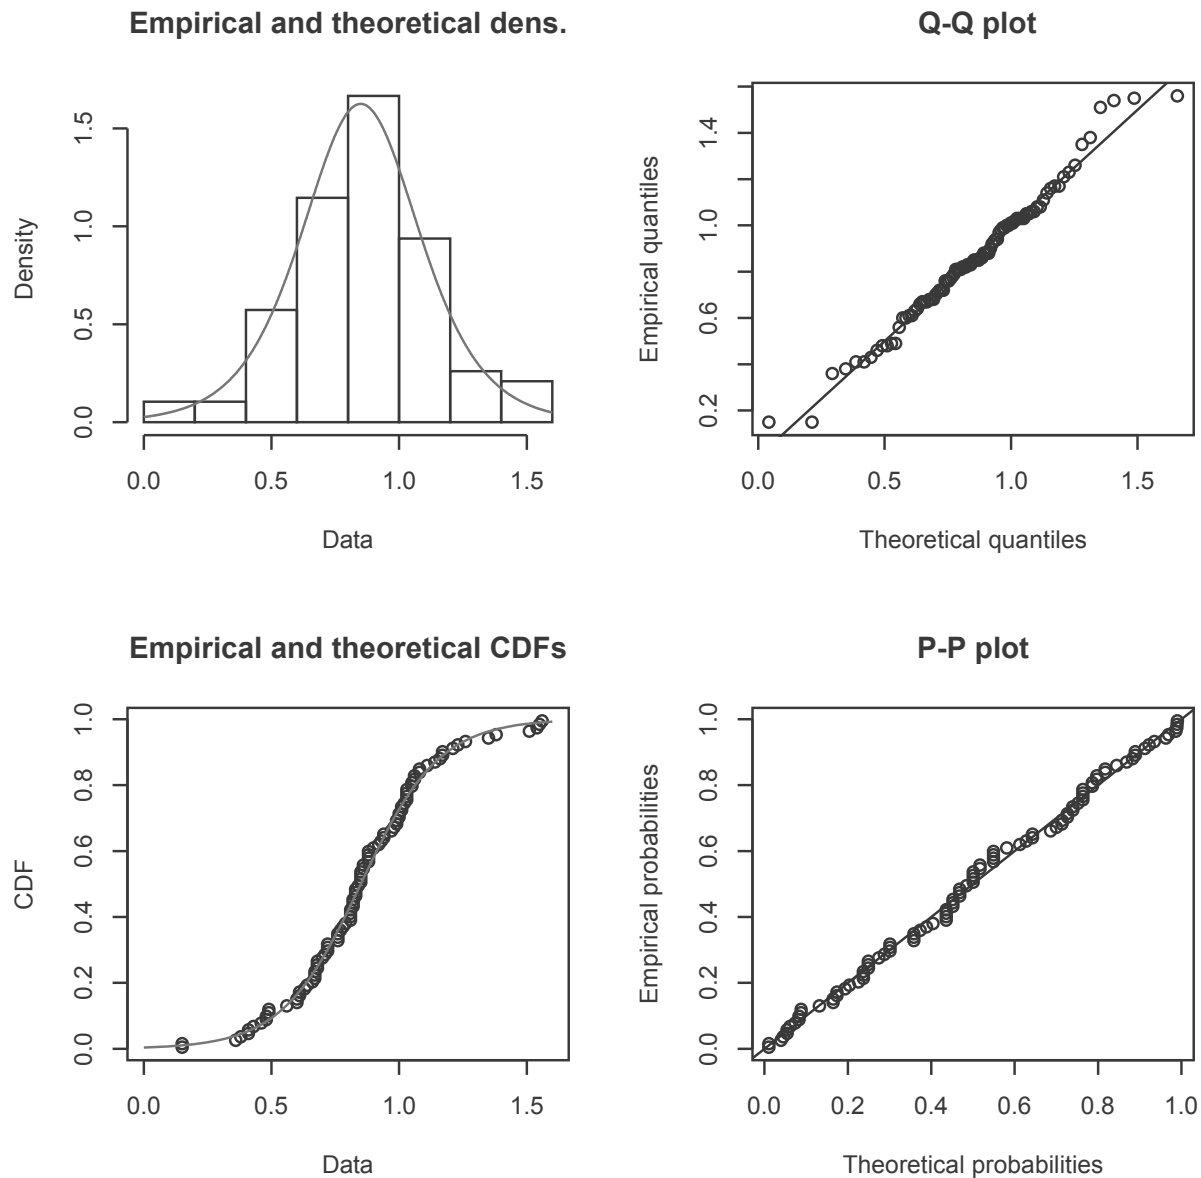 Empirical and theoretical dens.
Density
0.0 0.5 1.0 1.5
0.0 0.5 1.0 1.5
Data
Q-Q plot
Empirical quantiles
0.2 0.6 1.0 1.4
0.0 0.5 1.0 1.5
Theoretical quantiles
Empirical and theoretical CDFs
CDF
0.0 0.2 0.4 0.6 0.8 1.0
0.0 0.5 1.0 1.5
Data
P-P plot
Empirical probabilities
0.0 0.2 0.4 0.6 0.8 1.0
0.0 0.2 0.4 0.6 0.8 1.0
Theoretical probabilities